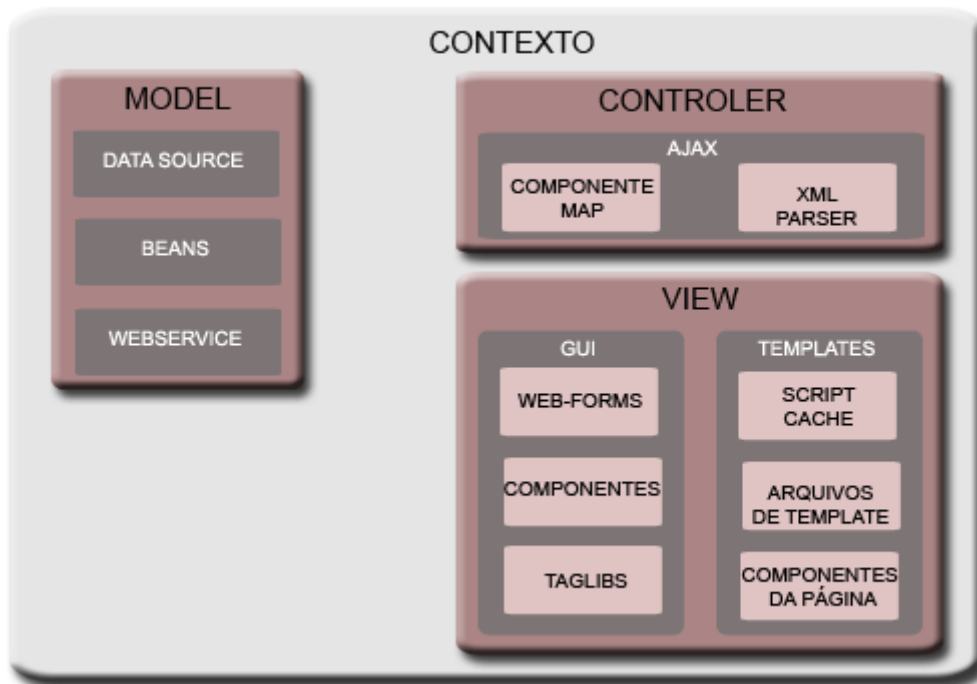 CONTEXTO
MODEL
DATA SOURCE
BEANS
WEBSERVICE
CONTROLER
AJAX
COMPONENTE
MAP
XML
PARSER
VIEW
GUI
WEB-FORMS
COMPONENTES
TAGLIBS
TEMPLATES
SCRIPT
CACHE
ARQUIVOS
DE TEMPLATE
COMPONENTES
DA PÁGINA